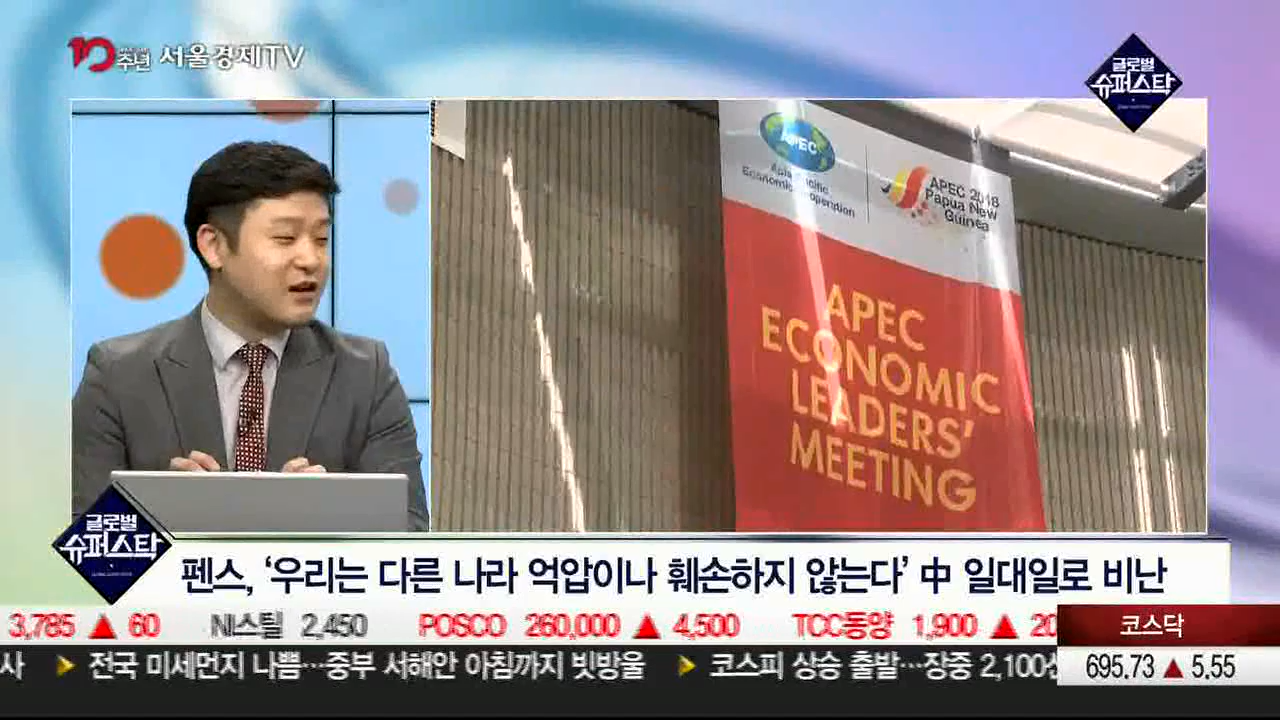 10주년 서울경제TV
글로벌
슈퍼스탁
APEC
Asia-Pacific
Economic Cooperation
APEC 2018
Papua New
Guinea
APEC
ECONOMIC
LEADERS'
MEETING
글로벌
슈퍼스탁
펜스, ‘우리는 다른 나라 억압이나 훼손하지 않는다’ 中 일대일로 비난
3,785 ▲ 60 NI스틸 2,450 POSCO 260,000 ▲ 4,500 TCC동양 1,900 ▲ 20
코스닥
사 ▶ 전국 미세먼지 나쁨…중부 서해안 아침까지 빗방울 ▶ 코스피 상승 출발…장중 2,100선
695.73 ▲ 5.55